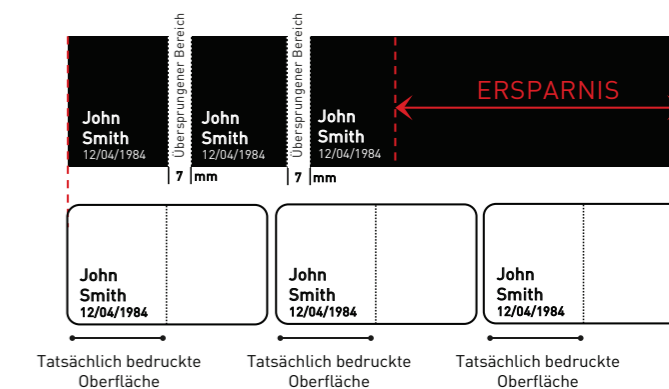 Übersprungener Bereich
Übersprungener Bereich
ERSPARNIS
John
Smith
12/04/1984
John
Smith
12/04/1984
John
Smith
12/04/1984
7 mm
7 mm
John
Smith
12/04/1984
John
Smith
12/04/1984
John
Smith
12/04/1984
Tatsächlich bedruckte
Oberfläche
Tatsächlich bedruckte
Oberfläche
Tatsächlich bedruckte
Oberfläche